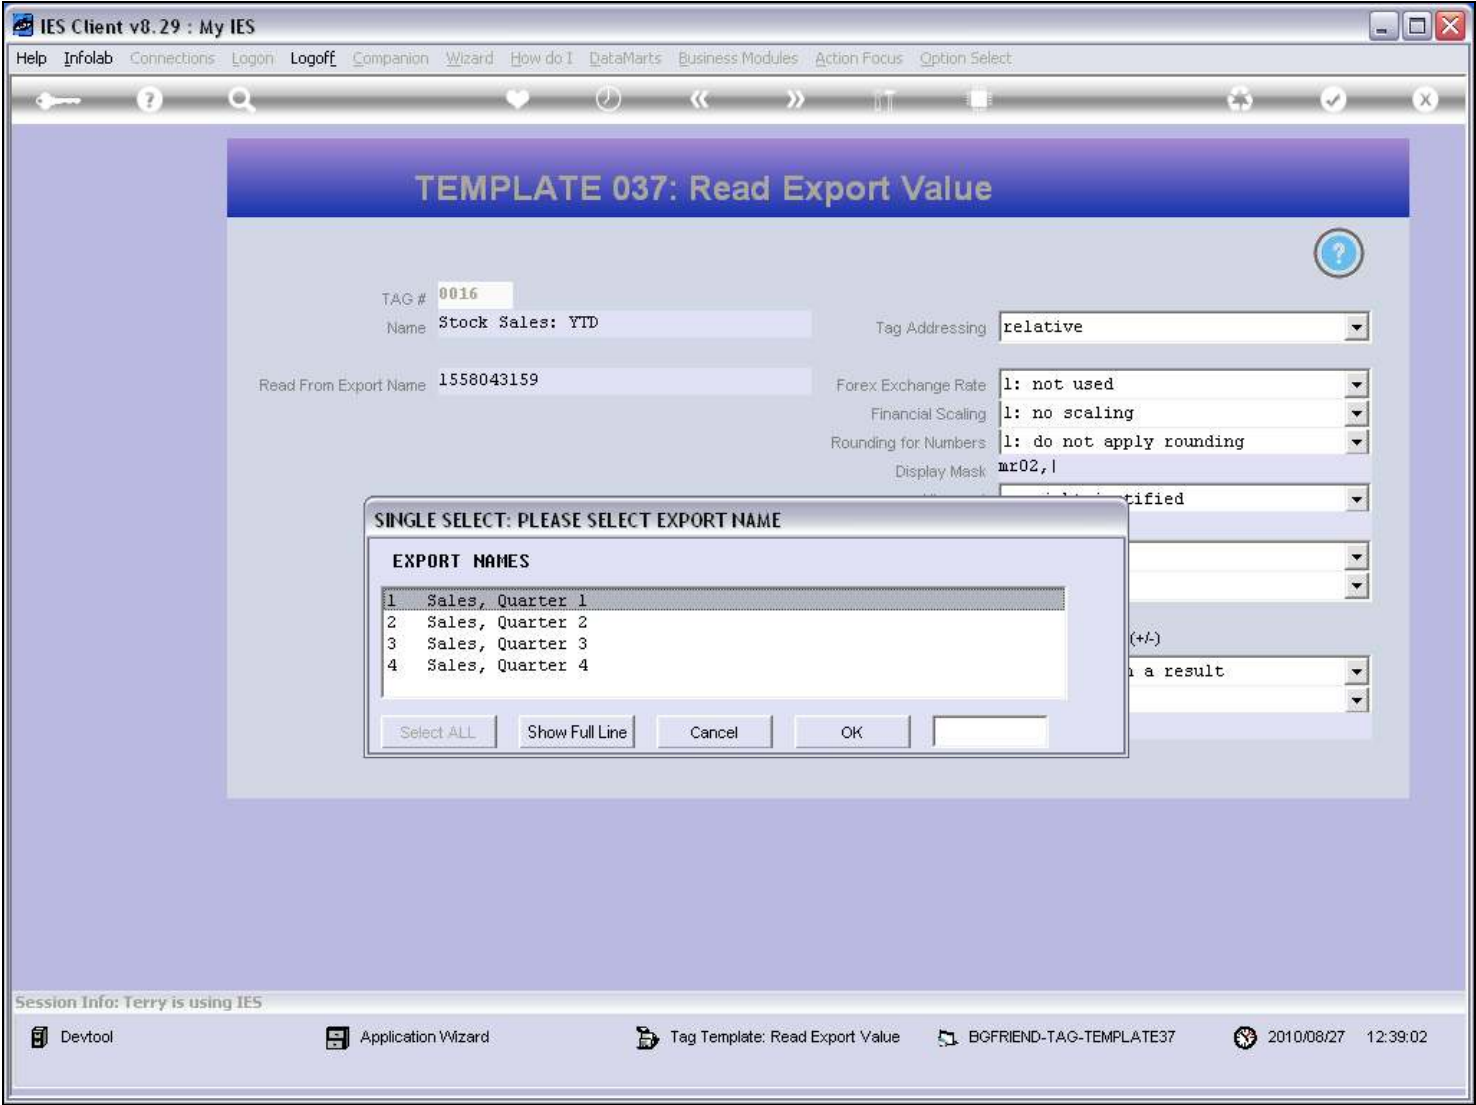 IES Client v8.29 : My IES
Help Infolab Connections Logon Logoff Companion Wizard How do I DataMarts Business Modules Action Focus Option Select
TEMPLATE 037: Read Export Value
TAG # 0016
Name Stock Sales: YTD
Tag Addressing relative
Read From Export Name 1558043159
Forex Exchange Rate 1: not used
Financial Scaling 1: no scaling
Rounding for Numbers 1: do not apply rounding
Display Mask mr02,|
tified
SINGLE SELECT: PLEASE SELECT EXPORT NAME
EXPORT NAMES
1 Sales, Quarter 1
2 Sales, Quarter 2
3 Sales, Quarter 3
4 Sales, Quarter 4
(+/-)
a result
Select ALL Show Full Line Cancel OK
Session Info: Terry is using IES
Devtool Application Wizard Tag Template: Read Export Value BGFRIEND-TAG-TEMPLATE37 2010/08/27 12:39:02